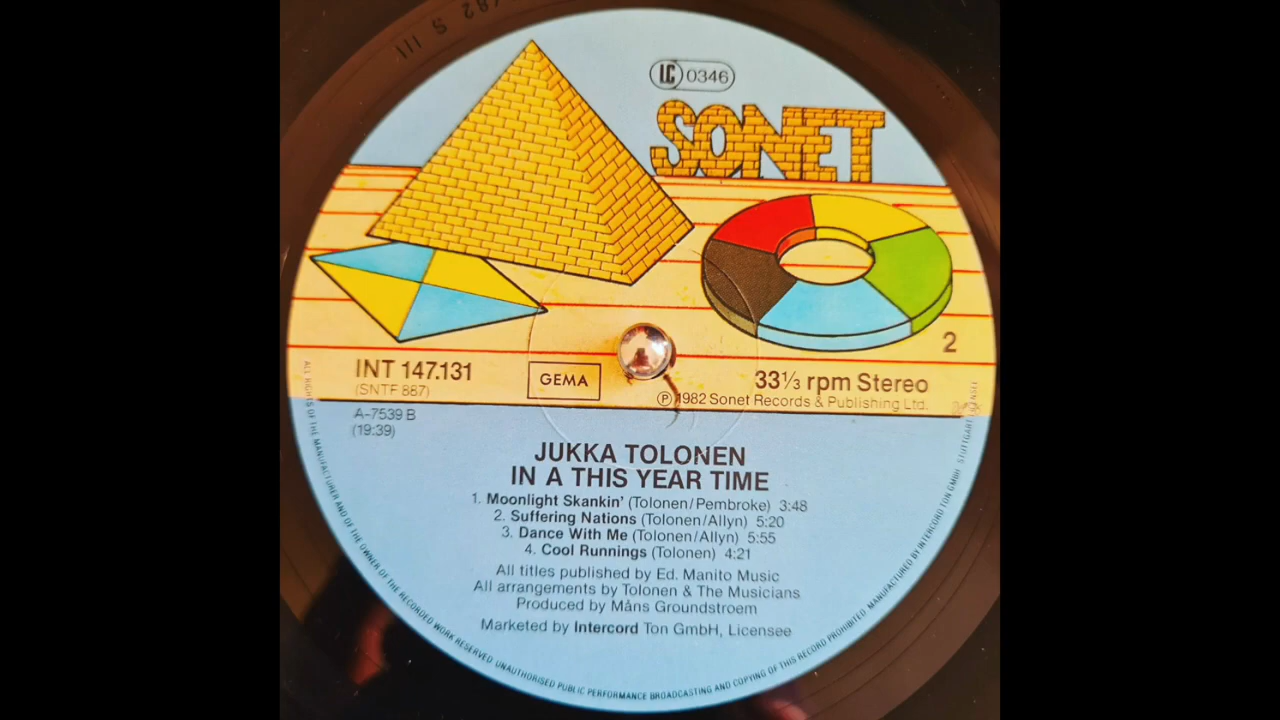 LC 0346
SONET
2
INT 147.131
(SNTF 887)
GEMA
33⅓ rpm Stereo
Ⓟ 1982 Sonet Records & Publishing Ltd.
A-7539 B
(19:39)
JUKKA TOLONEN
IN A THIS YEAR TIME
1. Moonlight Skankin' (Tolonen/Pembroke) 3:48
2. Suffering Nations (Tolonen/Allyn) 5:20
3. Dance With Me (Tolonen/Allyn) 5:55
4. Cool Runnings (Tolonen) 4:21
All titles published by Ed. Manito Music
All arrangements by Tolonen & The Musicians
Produced by Måns Groundstroem
Marketed by Intercord Ton GmbH, Licensee
ALL RIGHTS OF THE MANUFACTURER AND OF THE OWNER OF THE RECORDED WORK RESERVED. UNAUTHORISED PUBLIC PERFORMANCE BROADCASTING AND COPYING OF THIS RECORD PROHIBITED. MANUFACTURED BY INTERCORD TON GMBH, STUTTGART LICENSEE